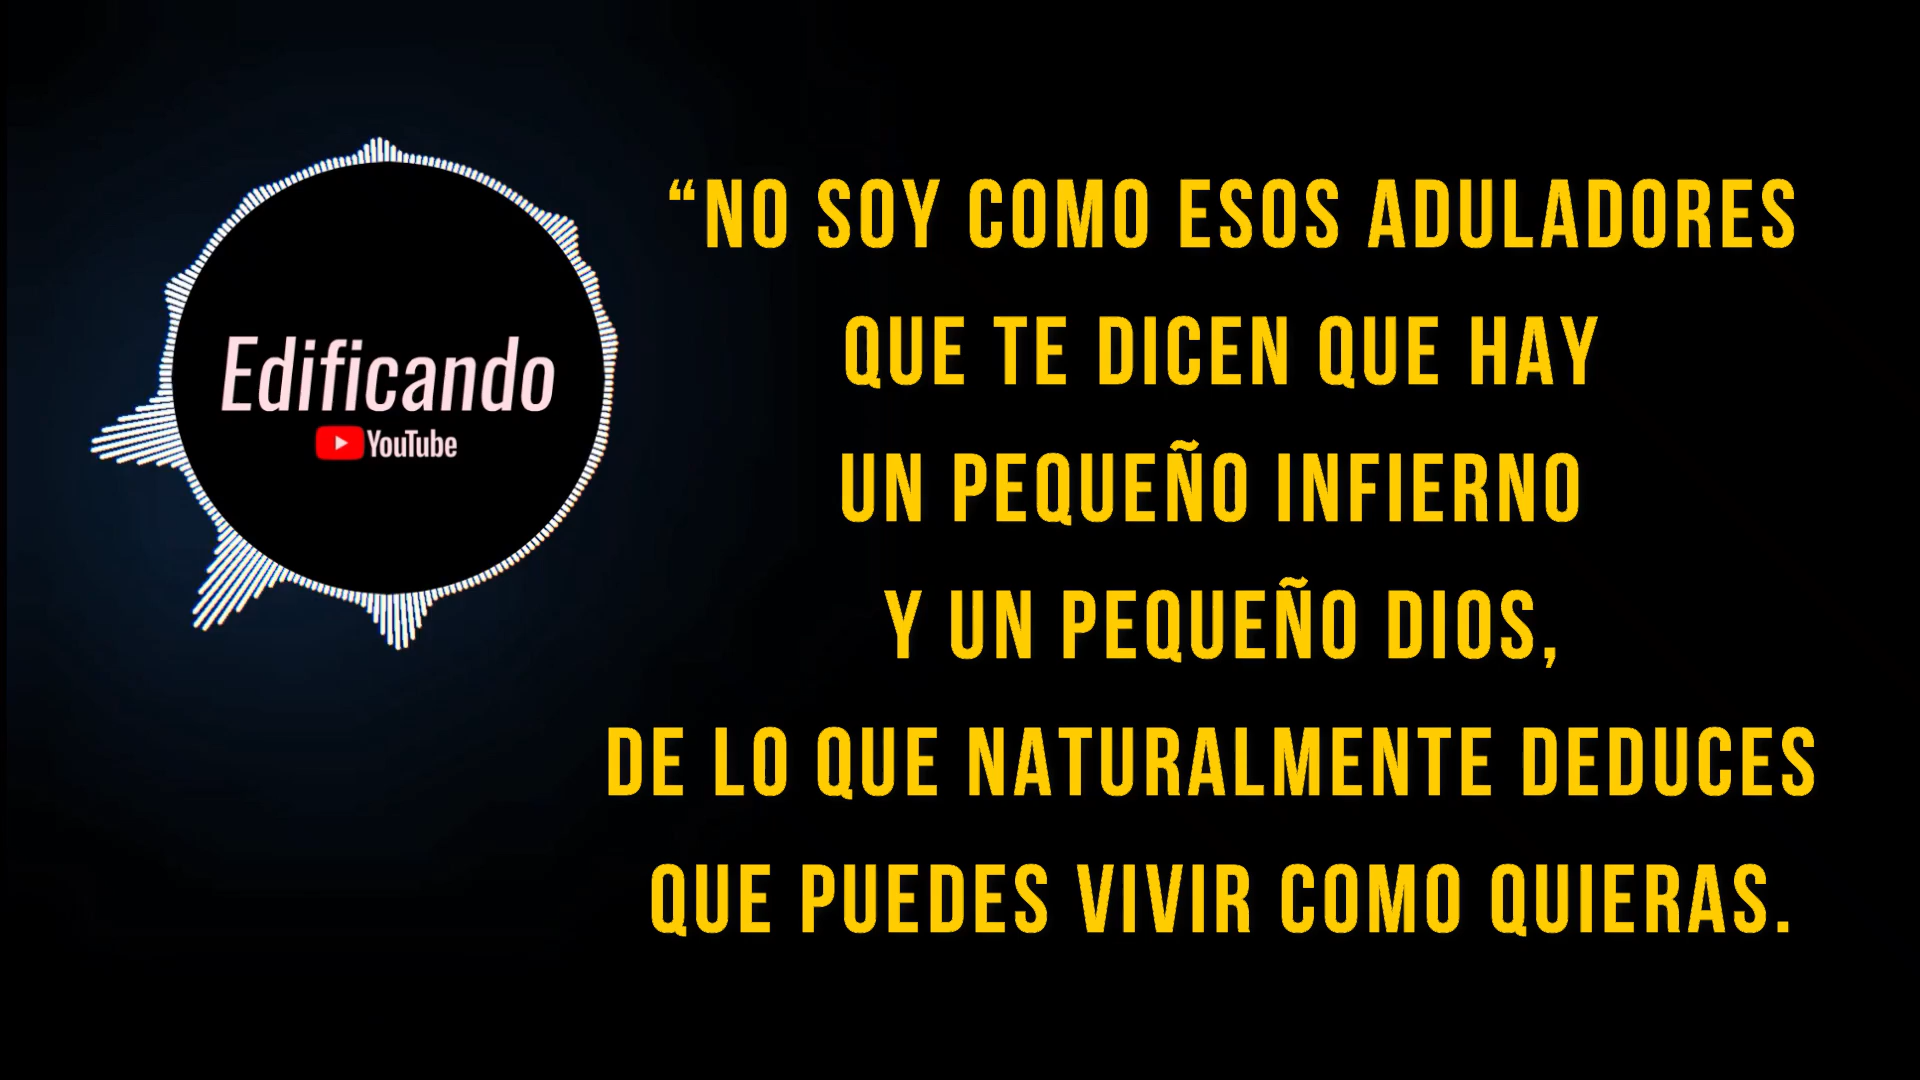 Edificando
YouTube
“NO SOY COMO ESOS ADULADORES
QUE TE DICEN QUE HAY
UN PEQUEÑO INFIERNO
Y UN PEQUEÑO DIOS,
DE LO QUE NATURALMENTE DEDUCES
QUE PUEDES VIVIR COMO QUIERAS.